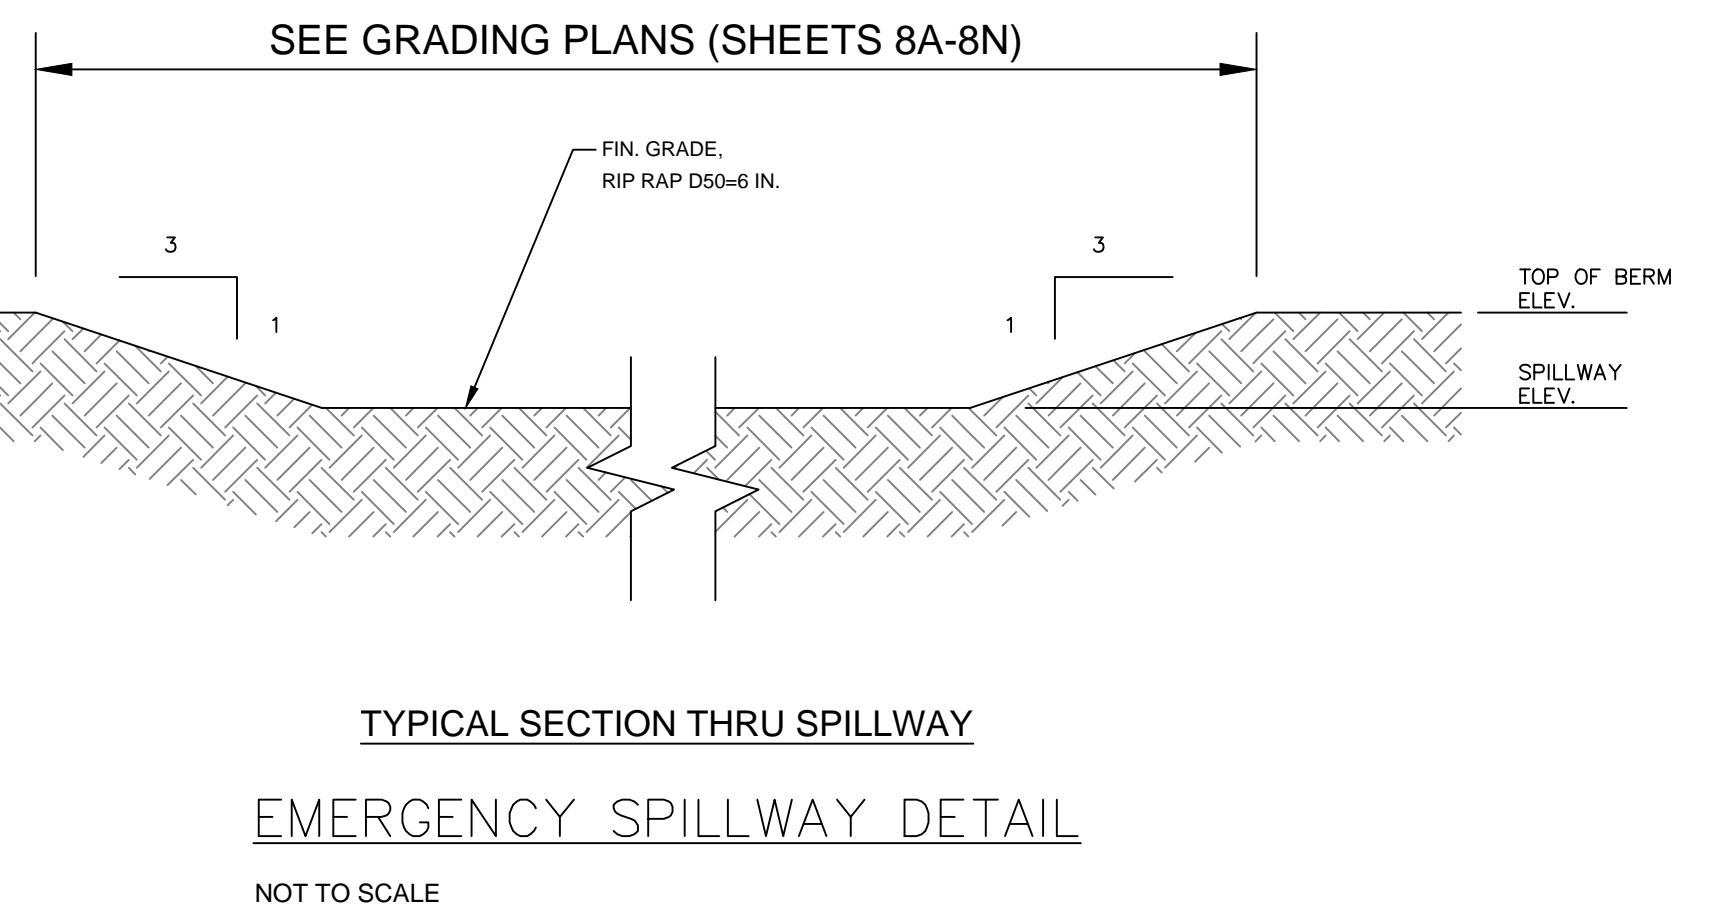 SEE GRADING PLANS (SHEETS 8A-8N)
FIN. GRADE,
RIP RAP D50=6 IN.
3
1
3
1
TOP OF BERM
ELEV.
SPILLWAY
ELEV.
TYPICAL SECTION THRU SPILLWAY
EMERGENCY SPILLWAY DETAIL
NOT TO SCALE